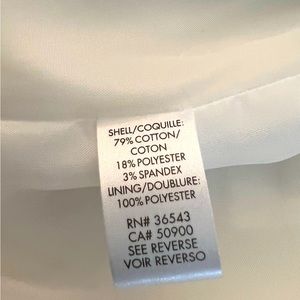 SHELL/COQUILLE:
79% COTTON/
COTON
18% POLYESTER
3% SPANDEX
LINING/DOUBLURE:
100% POLYESTER
RN# 36543
CA# 50900
SEE REVERSE
VOIR REVERSO